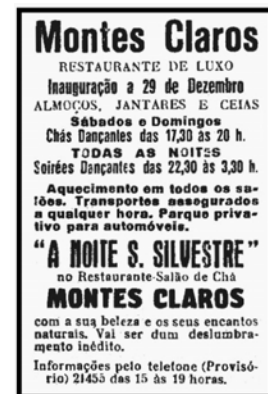 Montes Claros
RESTAURANTE DE LUXO
Inauguração a 29 de Dezembro
ALMOÇOS, JANTARES E CEIAS
Sábados e Domingos
Chás Dançantes das 17,30 às 20 h.
TODAS AS NOITES
Soirées Dançantes das 22,30 às 3,30 h.
Aquecimento em todos os sa-
lões. Transportes assegurados
a qualquer hora. Parque priva-
tivo para automóveis.
"A NOITE S. SILVESTRE"
no Restaurante-Salão de Chá
MONTES CLAROS
com a sua beleza e os seus encantos
naturais. Vai ser dum deslumbra-
mento inédito.
Informações pelo telefone (Provisó-
rio) 21455 das 15 às 19 horas.